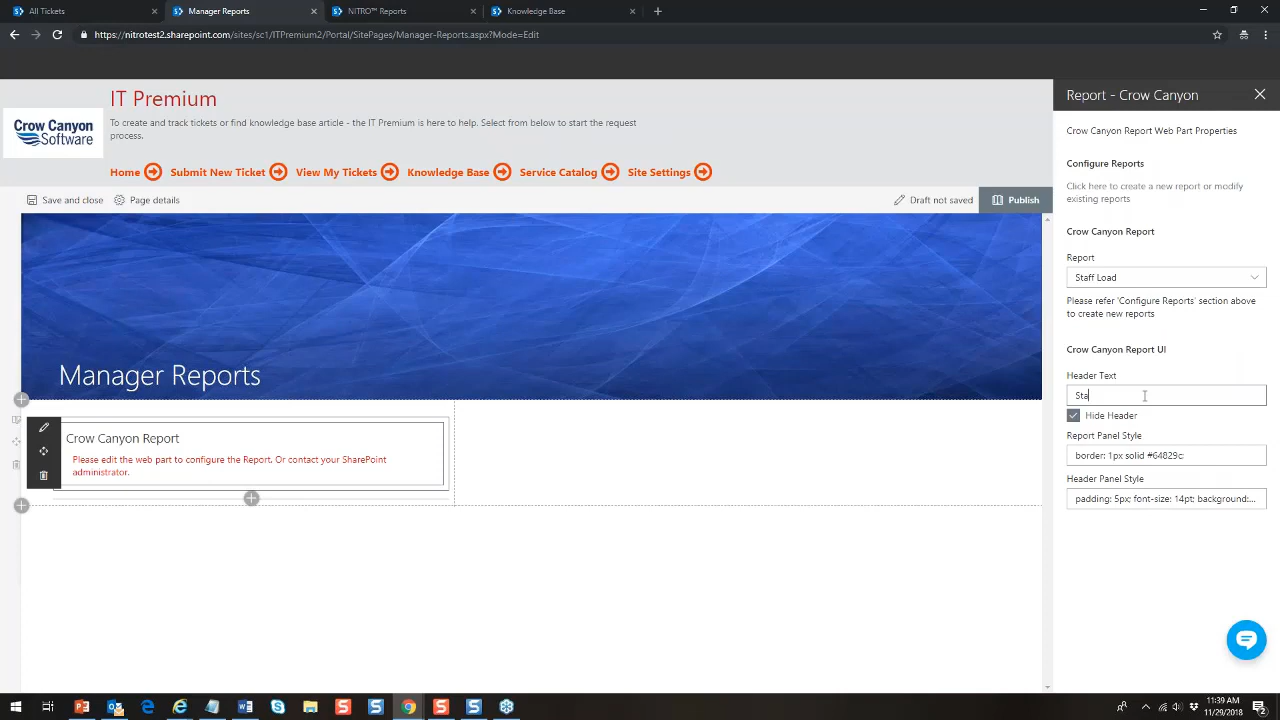 All Tickets
Manager Reports
NITRO™ Reports
Knowledge Base
https://nitrotest2.sharepoint.com/sites/sc1/ITPremium2/Portal/SitePages/Manager-Reports.aspx?Mode=Edit
Crow Canyon
Software
IT Premium
To create and track tickets or find knowledge base article - the IT Premium is here to help. Select from below to start the request
process.
Home Submit New Ticket View My Tickets Knowledge Base Service Catalog Site Settings
Save and close Page details Draft not saved Publish
Manager Reports
Crow Canyon Report
Please edit the web part to configure the Report. Or contact your SharePoint
administrator.
Report - Crow Canyon
Crow Canyon Report Web Part Properties
Configure Reports
Click here to create a new report or modify
existing reports
Crow Canyon Report
Report
Staff Load
Please refer 'Configure Reports' section above
to create new reports
Crow Canyon Report UI
Header Text
Sta
Hide Header
Report Panel Style
border: 1px solid #64829c;
Header Panel Style
padding: 5px; font-size: 14pt; background:...
11:39 AM
11/29/2018